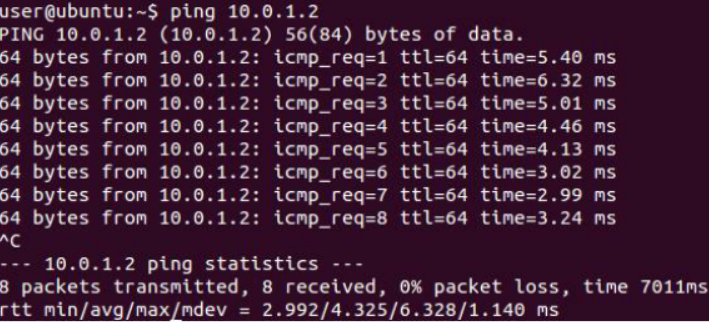 user@ubuntu:~$ ping 10.0.1.2
PING 10.0.1.2 (10.0.1.2) 56(84) bytes of data.
64 bytes from 10.0.1.2: icmp_req=1 ttl=64 time=5.40 ms
64 bytes from 10.0.1.2: icmp_req=2 ttl=64 time=6.32 ms
64 bytes from 10.0.1.2: icmp_req=3 ttl=64 time=5.01 ms
64 bytes from 10.0.1.2: icmp_req=4 ttl=64 time=4.46 ms
64 bytes from 10.0.1.2: icmp_req=5 ttl=64 time=4.13 ms
64 bytes from 10.0.1.2: icmp_req=6 ttl=64 time=3.02 ms
64 bytes from 10.0.1.2: icmp_req=7 ttl=64 time=2.99 ms
64 bytes from 10.0.1.2: icmp_req=8 ttl=64 time=3.24 ms
^C
--- 10.0.1.2 ping statistics ---
8 packets transmitted, 8 received, 0% packet loss, time 7011ms
rtt min/avg/max/mdev = 2.992/4.325/6.328/1.140 ms